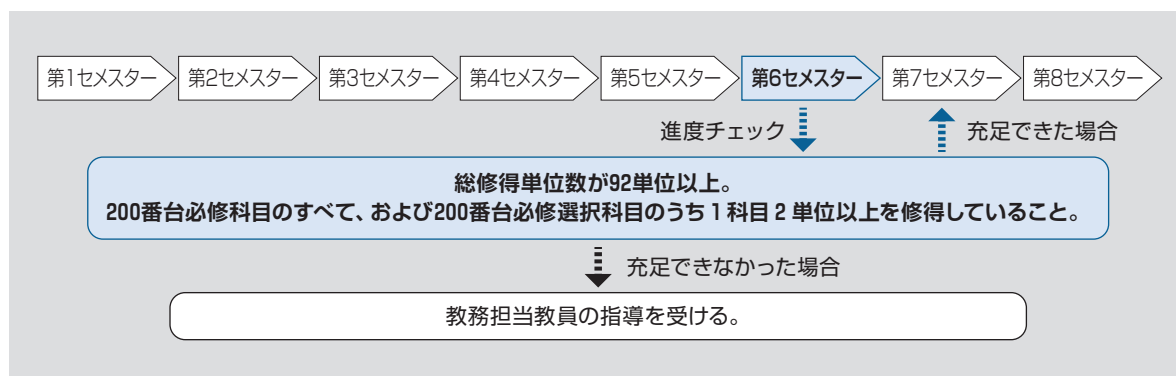 第1セメスター 第2セメスター 第3セメスター 第4セメスター 第5セメスター 第6セメスター 第7セメスター 第8セメスター
進度チェック 充足できた場合
総修得単位数が92単位以上。
200番台必修科目のすべて、および200番台必修選択科目のうち1科目2単位以上を修得していること。
充足できなかった場合
教務担当教員の指導を受ける。